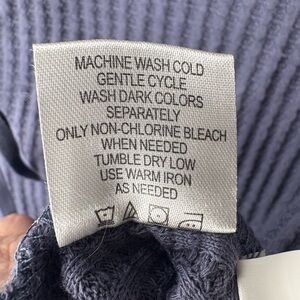 MACHINE WASH COLD
GENTLE CYCLE
WASH DARK COLORS
SEPARATELY
ONLY NON-CHLORINE BLEACH
WHEN NEEDED
TUMBLE DRY LOW
USE WARM IRON
AS NEEDED